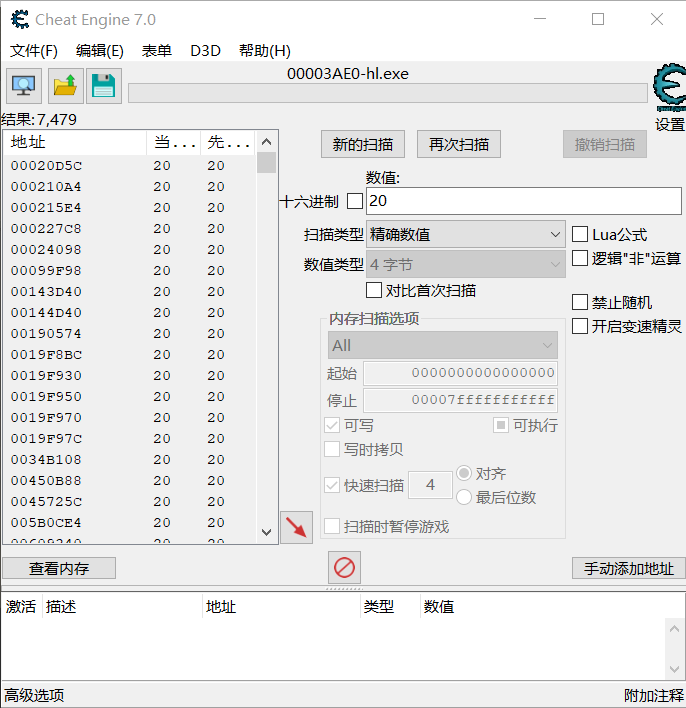 Cheat Engine 7.0
文件(F) 编辑(E) 表单 D3D 帮助(H)
00003AE0-hl.exe
设置
结果:7,479
地址 当... 先...
00020D5C 20 20
000210A4 20 20
000215E4 20 20
000227C8 20 20
00024098 20 20
00099F98 20 20
00143D40 20 20
00144D40 20 20
00190574 20 20
0019F8BC 20 20
0019F930 20 20
0019F950 20 20
0019F970 20 20
0019F97C 20 20
0034B108 20 20
00450B88 20 20
0045725C 20 20
005B0CE4 20 20
新的扫描 再次扫描 撤销扫描
数值:
十六进制 20
扫描类型 精确数值 Lua公式
数值类型 4 字节 逻辑"非"运算
对比首次扫描
禁止随机
内存扫描选项 开启变速精灵
All
起始 0000000000000000
停止 00007fffffffffff
可写 可执行
写时拷贝
快速扫描 4 对齐
最后位数
扫描时暂停游戏
查看内存 手动添加地址
激活 描述 地址 类型 数值
高级选项 附加注释